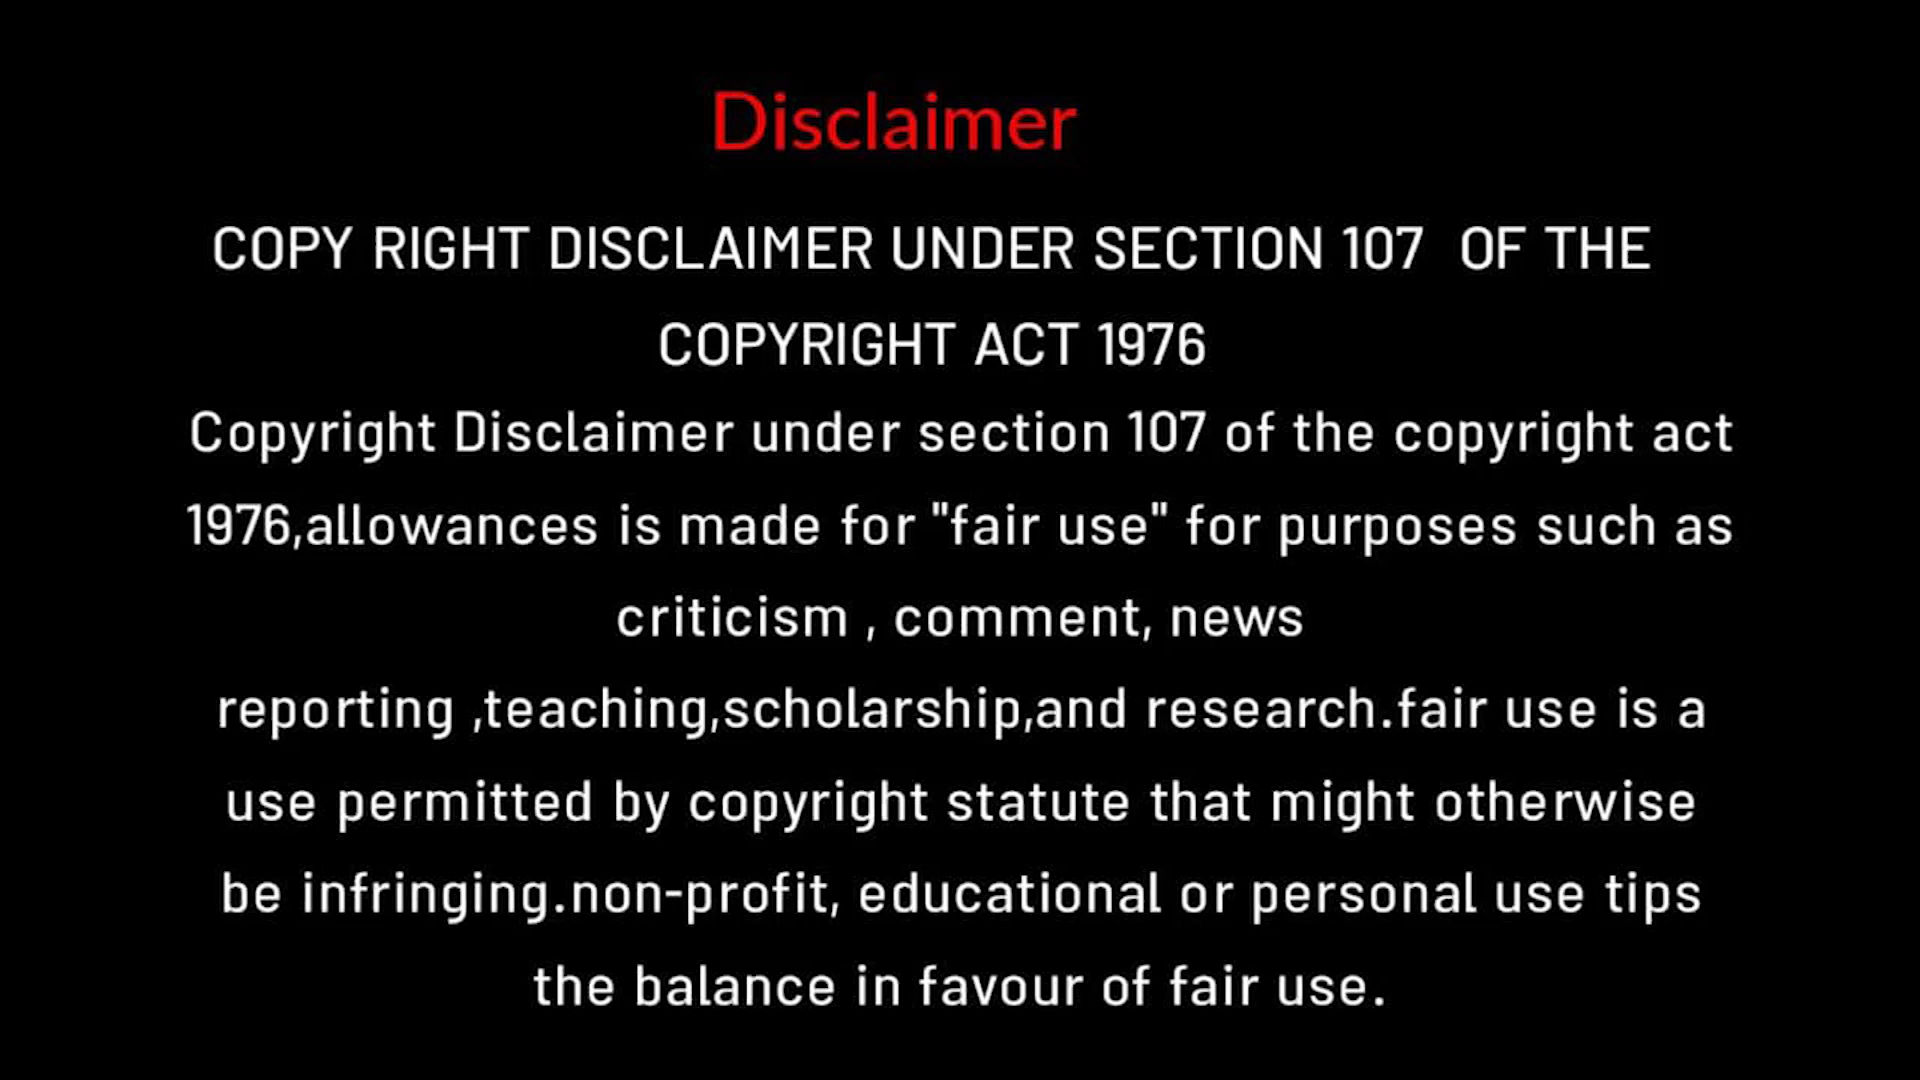 Disclaimer
COPY RIGHT DISCLAIMER UNDER SECTION 107 OF THE
COPYRIGHT ACT 1976
Copyright Disclaimer under section 107 of the copyright act
1976,allowances is made for "fair use" for purposes such as
criticism , comment, news
reporting ,teaching,scholarship,and research.fair use is a
use permitted by copyright statute that might otherwise
be infringing.non-profit, educational or personal use tips
the balance in favour of fair use.